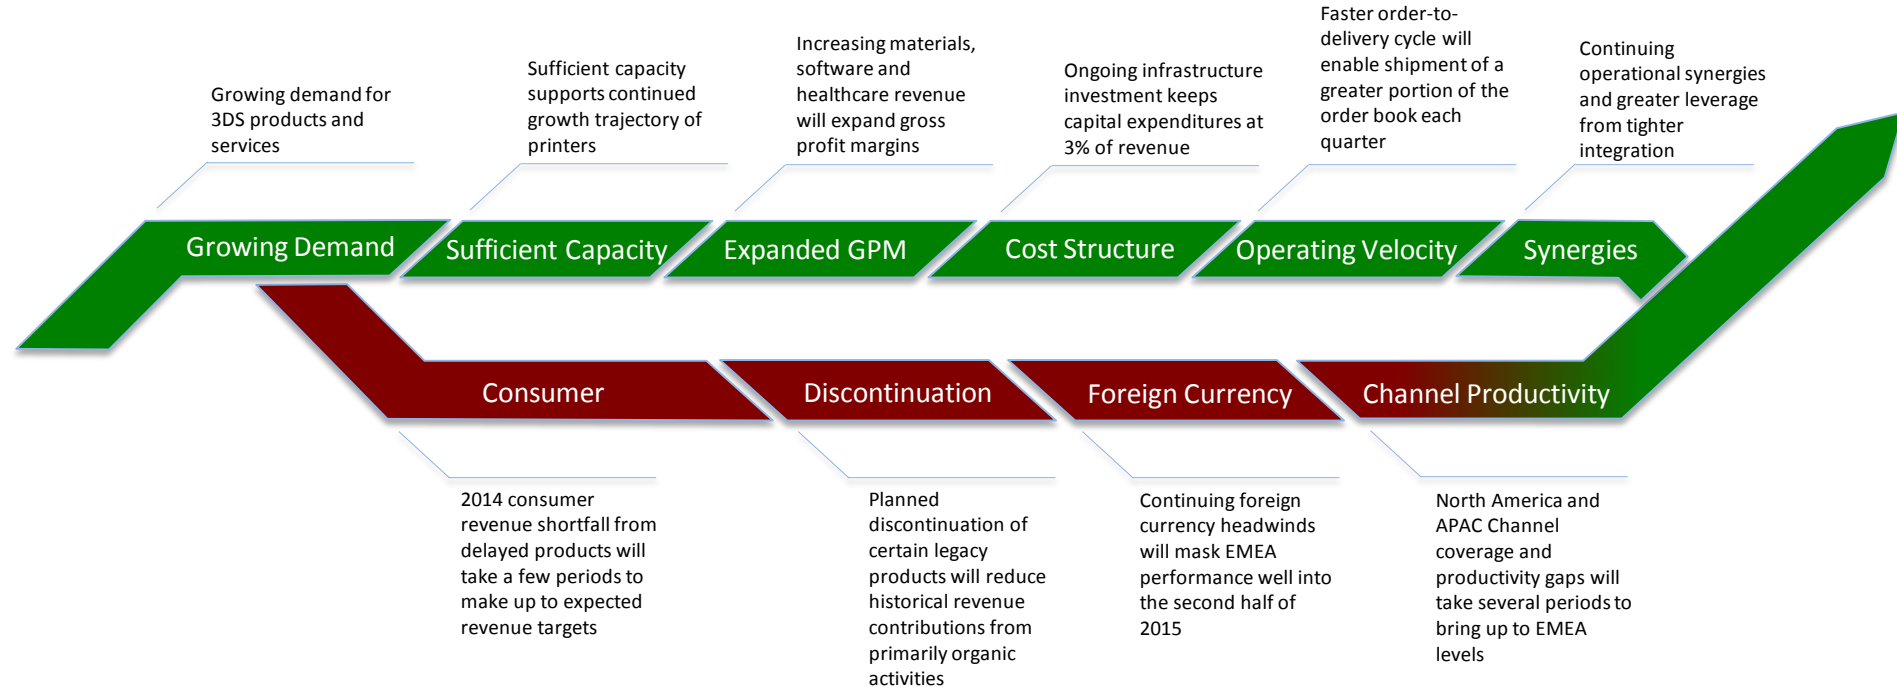 Growing demand for
3DS products and
services
Sufficient capacity
supports continued
growth trajectory of
printers
Increasing materials,
software and
healthcare revenue
will expand gross
profit margins
Ongoing infrastructure
investment keeps
capital expenditures at
3% of revenue
Faster order-to-
delivery cycle will
enable shipment of a
greater portion of the
order book each
quarter
Continuing
operational synergies
and greater leverage
from tighter
integration
Growing Demand
Sufficient Capacity
Expanded GPM
Cost Structure
Operating Velocity
Synergies
Consumer
Discontinuation
Foreign Currency
Channel Productivity
2014 consumer
revenue shortfall from
delayed products will
take a few periods to
make up to expected
revenue targets
Planned
discontinuation of
certain legacy
products will reduce
historical revenue
contributions from
primarily organic
activities
Continuing foreign
currency headwinds
will mask EMEA
performance well into
the second half of
2015
North America and
APAC Channel
coverage and
productivity gaps will
take several periods to
bring up to EMEA
levels